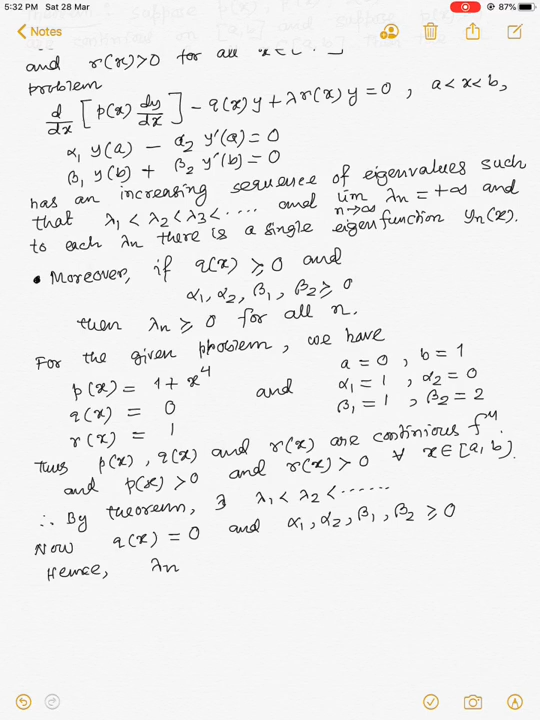 5:32 PM Sat 28 Mar
87%
Notes
and r(x)>0 for all x∈[
problem
d/dx [p(x) dy/dx] - q(x)y + λr(x)y = 0 , a<x<b,
α₁ y(a) - α₂ y'(a) = 0
β₁ y(b) + β₂ y'(b) = 0
has an increasing sequence of eigenvalues such
that λ₁ < λ₂ < λ₃ < ..... and lim n→∞ λn = +∞ and
to each λn there is a single eigenfunction yn(x).
• Moreover, if q(x) ≥ 0 and
α₁, α₂, β₁, β₂ ≥ 0
then λn ≥ 0 for all n.
For the given problem, we have
p(x) = 1 + x⁴ and a = 0 , b = 1
q(x) = 0 α₁ = 1 , α₂ = 0
r(x) = 1 β₁ = 1 , β₂ = 2
Thus p(x), q(x) and r(x) are continious fⁿ.
and p(x) > 0 and r(x) > 0 ∀ x∈[a,b].
∴ By theorem, ∃ λ₁ < λ₂ < ......
Now q(x) = 0 and α₁, α₂, β₁, β₂ ≥ 0
Hence, λn